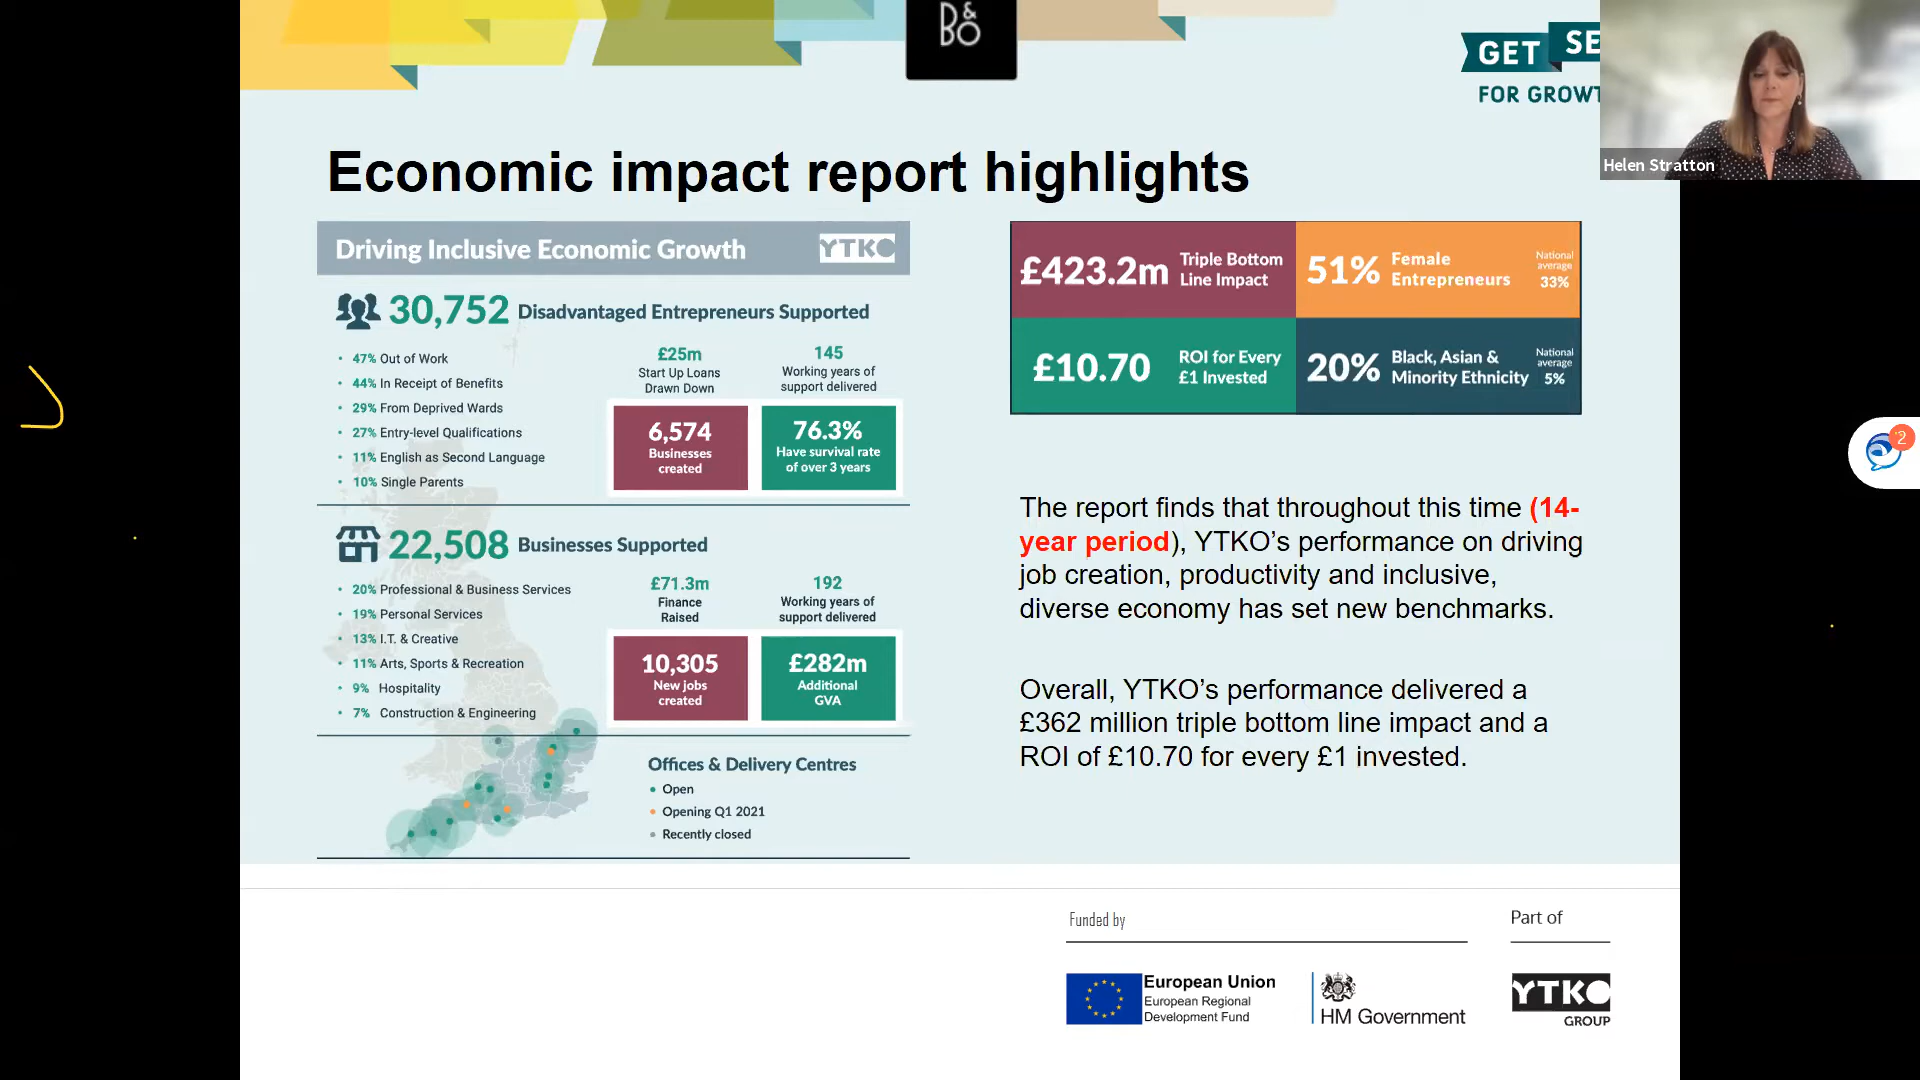 B&O
GET SE
FOR GROWT
Helen Stratton
Economic impact report highlights
Driving Inclusive Economic Growth YTKO
30,752 Disadvantaged Entrepreneurs Supported
• 47% Out of Work
• 44% In Receipt of Benefits
• 29% From Deprived Wards
• 27% Entry-level Qualifications
• 11% English as Second Language
• 10% Single Parents
£25m
Start Up Loans
Drawn Down
145
Working years of
support delivered
6,574
Businesses
created
76.3%
Have survival rate
of over 3 years
22,508 Businesses Supported
• 20% Professional & Business Services
• 19% Personal Services
• 13% I.T. & Creative
• 11% Arts, Sports & Recreation
• 9% Hospitality
• 7% Construction & Engineering
£71.3m
Finance
Raised
192
Working years of
support delivered
10,305
New jobs
created
£282m
Additional
GVA
Offices & Delivery Centres
• Open
• Opening Q1 2021
• Recently closed
£423.2m Triple Bottom
Line Impact
51% Female
Entrepreneurs
National
average
33%
£10.70 ROI for Every
£1 Invested
20% Black, Asian &
Minority Ethnicity
National
average
5%
The report finds that throughout this time (14-
year period), YTKO’s performance on driving
job creation, productivity and inclusive,
diverse economy has set new benchmarks.
Overall, YTKO’s performance delivered a
£362 million triple bottom line impact and a
ROI of £10.70 for every £1 invested.
2
Funded by
Part of
European Union
European Regional
Development Fund
HM Government
YTKO
GROUP